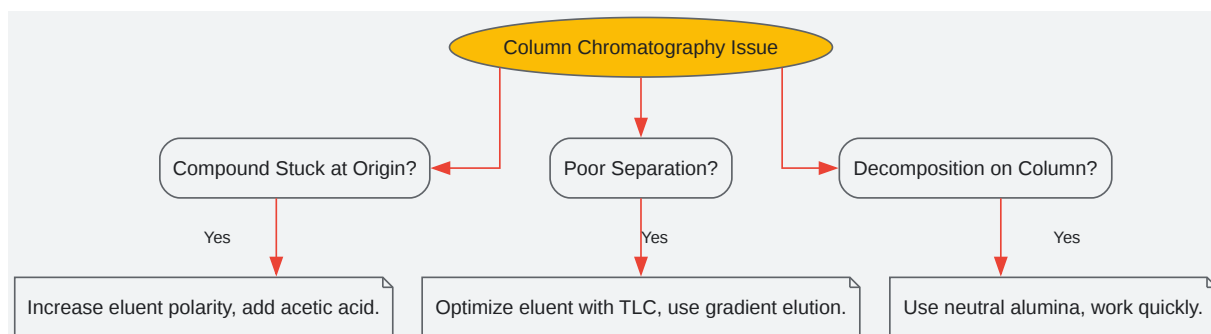 Column Chromatography Issue
Compound Stuck at Origin?
Poor Separation?
Decomposition on Column?
Yes
Yes
Yes
Increase eluent polarity, add acetic acid.
Optimize eluent with TLC, use gradient elution.
Use neutral alumina, work quickly.